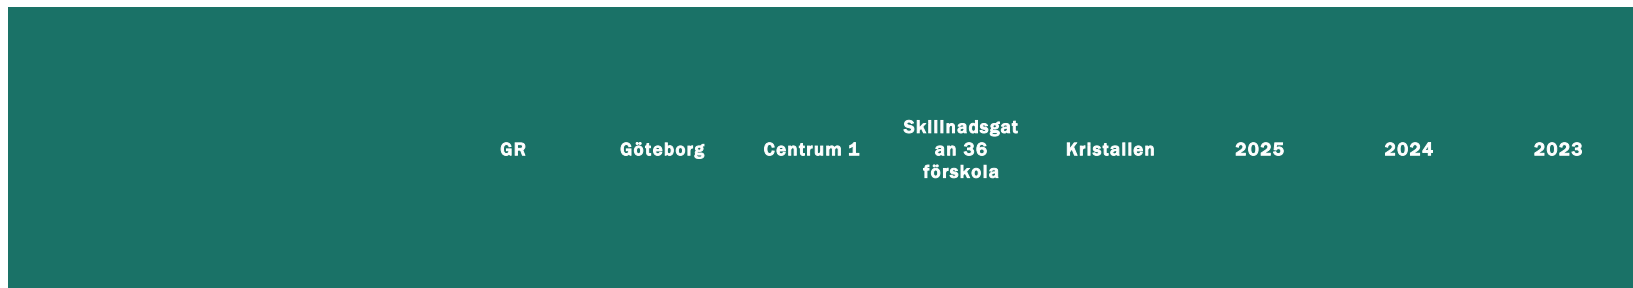 GR Göteborg Centrum 1 Skillnadsgat
an 36
förskola Kristallen 2025 2024 2023